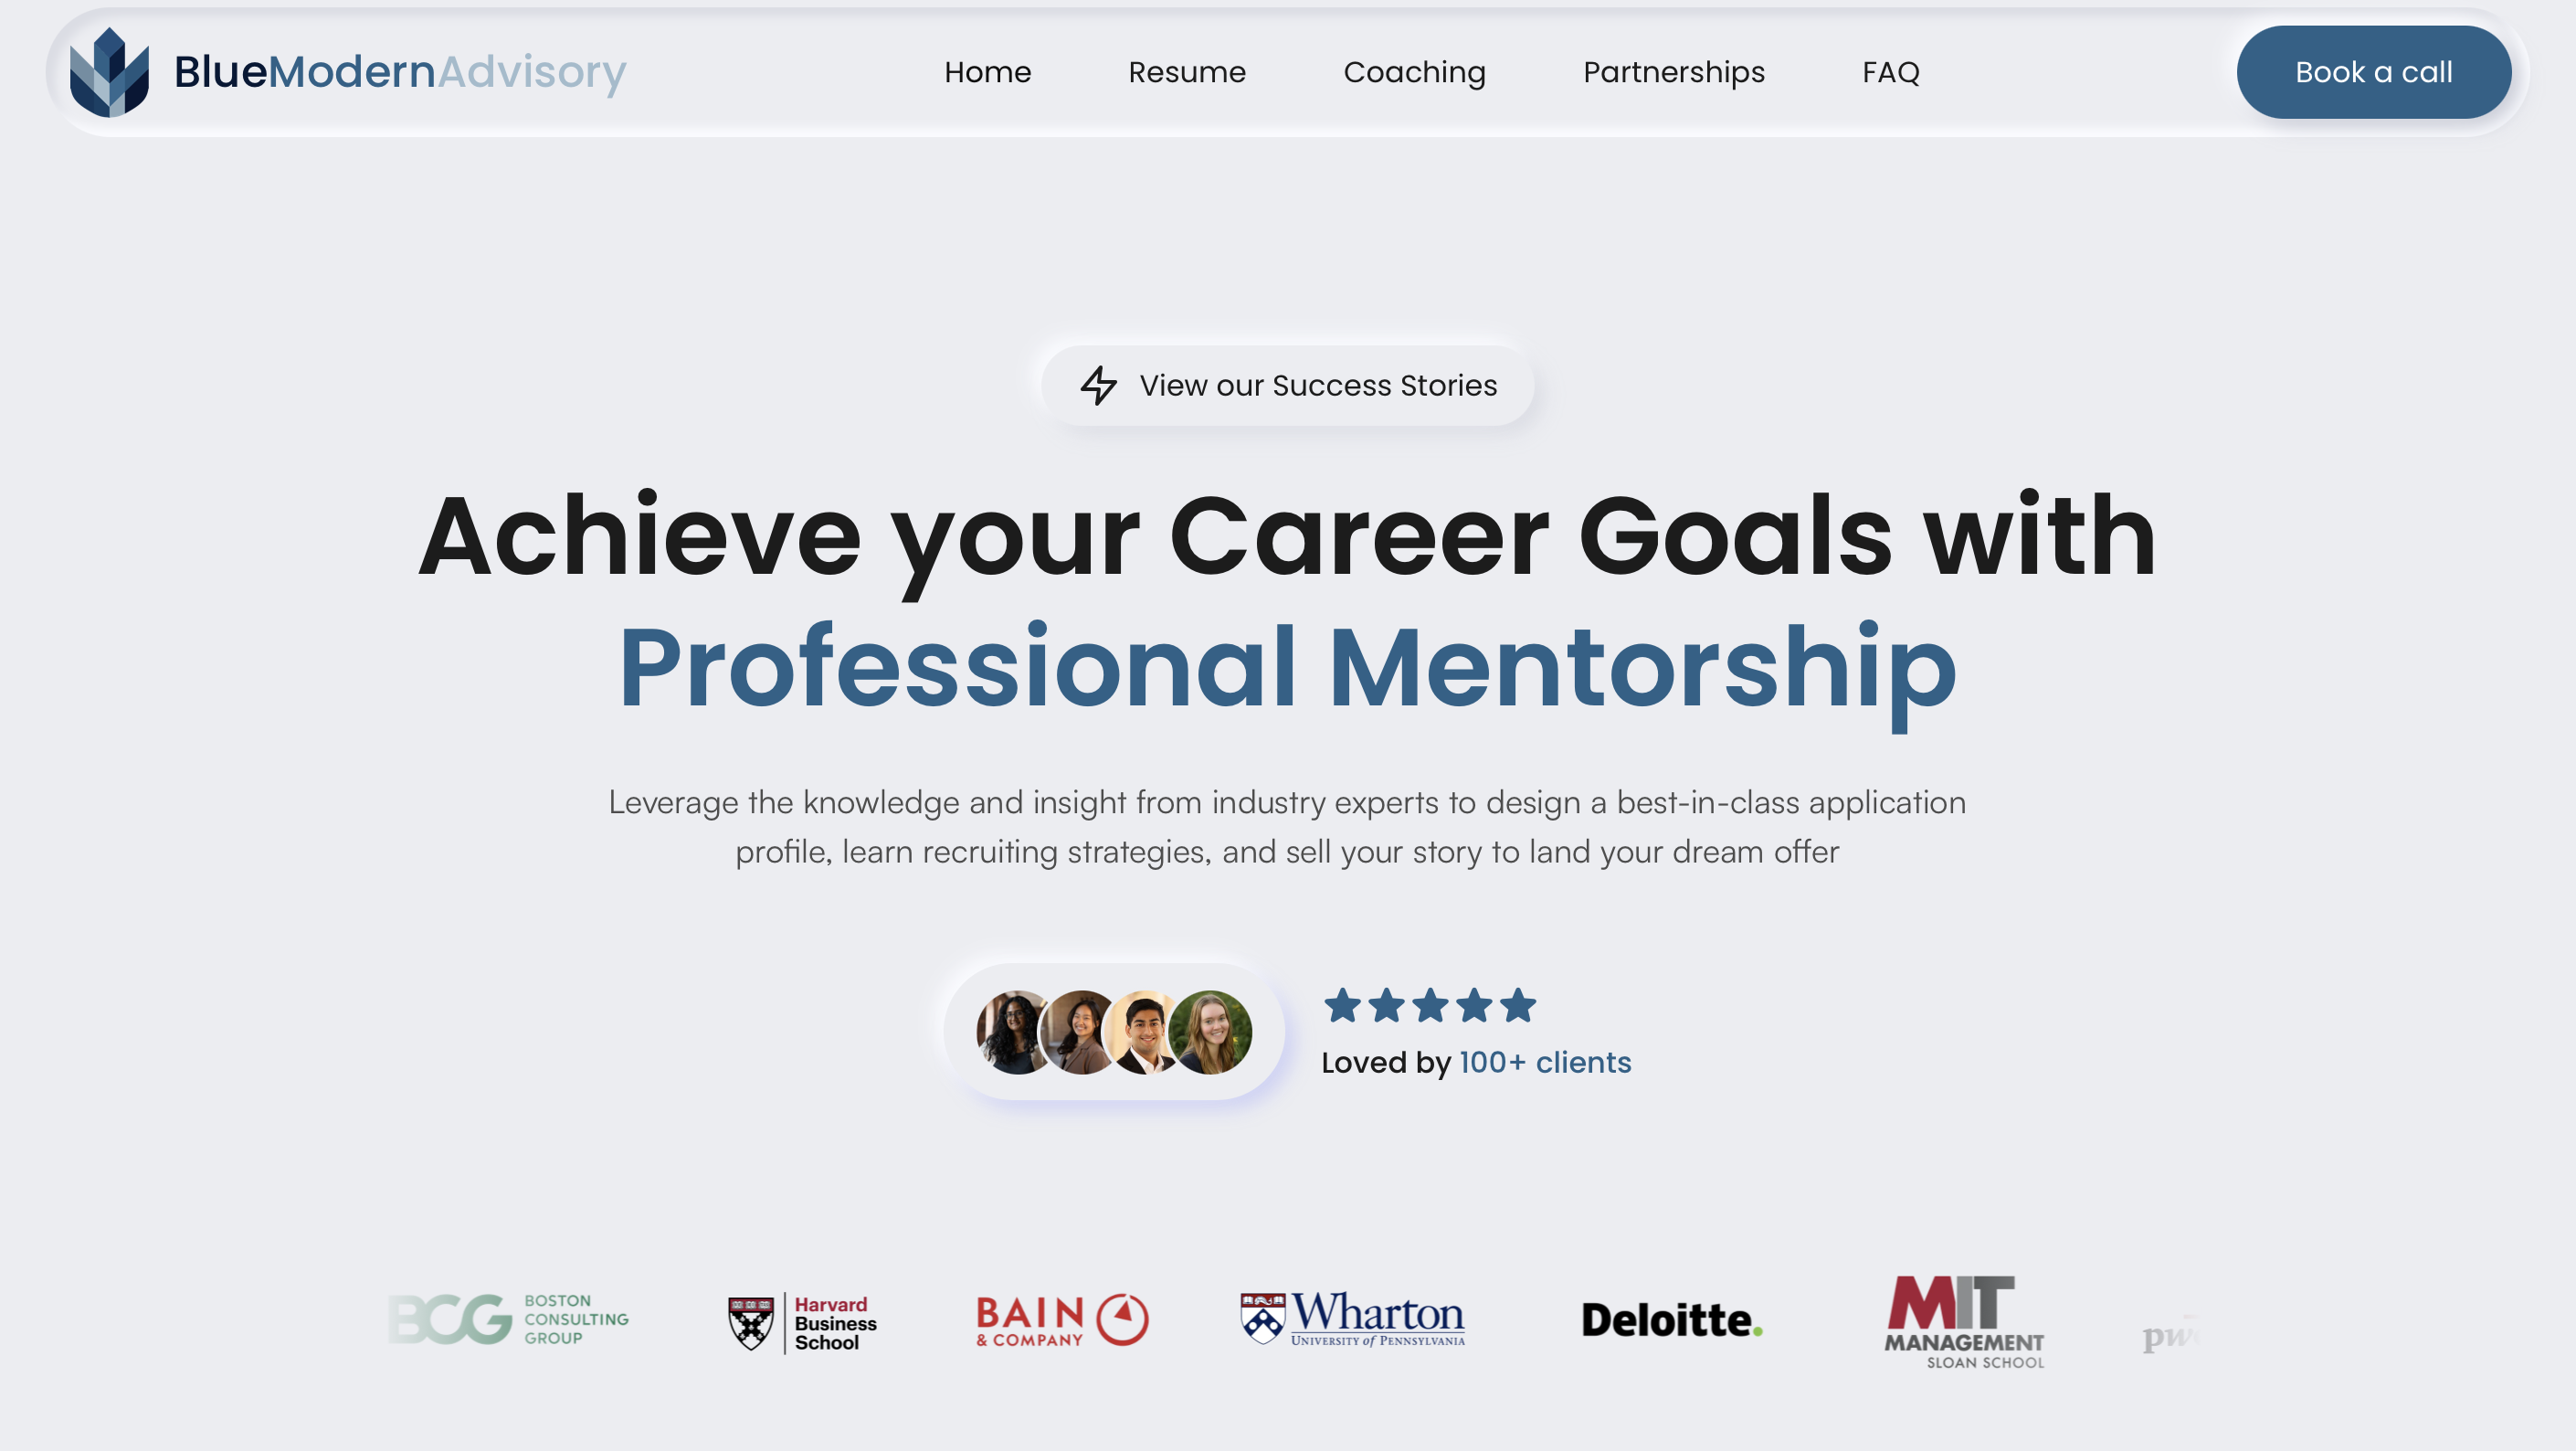 BlueModernAdvisory
Home
Resume
Coaching
Partnerships
FAQ
Book a call
View our Success Stories
Achieve your Career Goals with
Professional Mentorship
Leverage the knowledge and insight from industry experts to design a best-in-class application
profile, learn recruiting strategies, and sell your story to land your dream offer
Loved by 100+ clients
BCG
BOSTON
CONSULTING
GROUP
Harvard
Business
School
BAIN
& COMPANY
Wharton
UNIVERSITY of PENNSYLVANIA
Deloitte.
MIT
MANAGEMENT
SLOAN SCHOOL